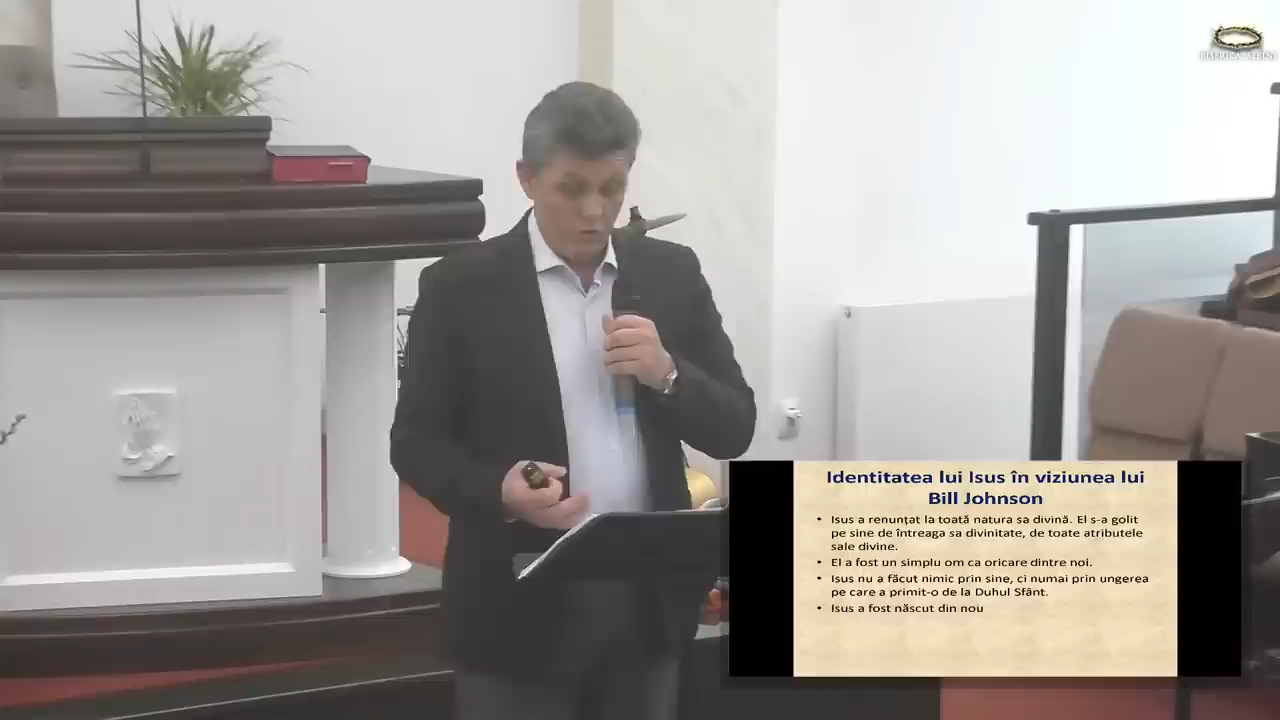 BISERICA ALBINI
Identitatea lui Isus în viziunea lui
Bill Johnson
• Isus a renunțat la toată natura sa divină. El s-a golit
pe sine de întreaga sa divinitate, de toate atributele
sale divine.
• El a fost un simplu om ca oricare dintre noi.
• Isus nu a făcut nimic prin sine, ci numai prin ungerea
pe care a primit-o de la Duhul Sfânt.
• Isus a fost născut din nou